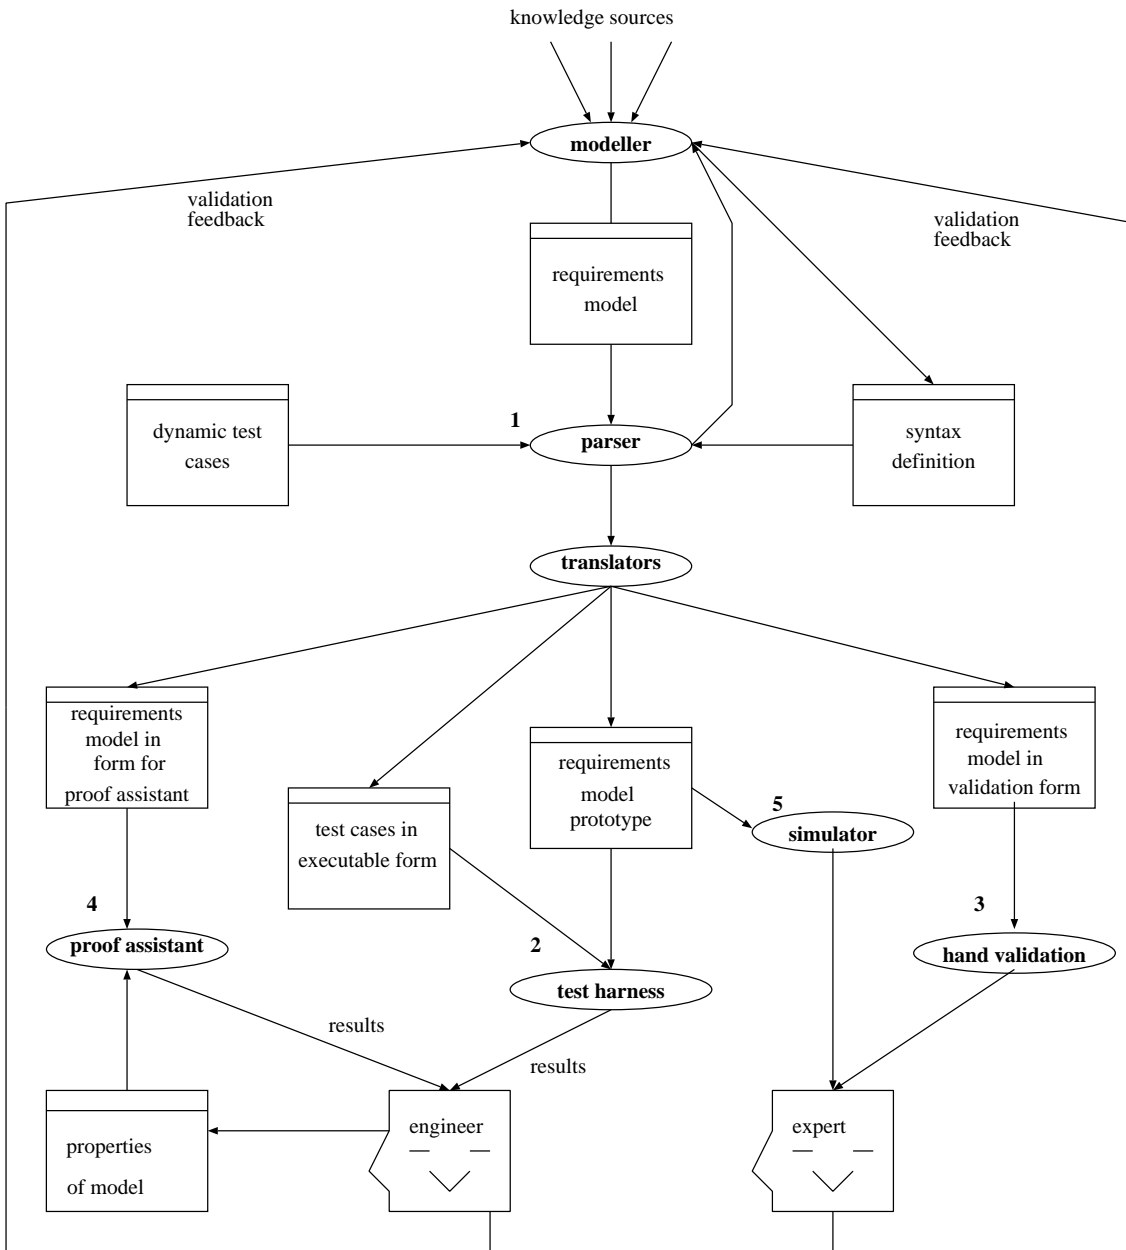 knowledge sources
modeller
validation
feedback
validation
feedback
requirements
model
1
dynamic test
cases
parser
syntax
definition
translators
requirements
model in
form for
proof assistant
test cases in
executable form
requirements
model
prototype
5
simulator
requirements
model in
validation form
4
proof assistant
2
test harness
3
hand validation
results
results
properties
of model
engineer
expert